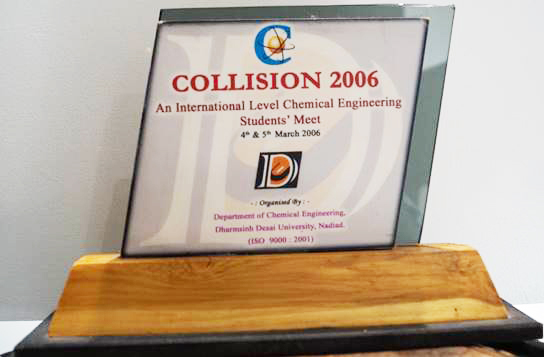 C
COLLISION 2006
An International Level Chemical Engineering
Students' Meet
4th & 5th March 2006
D
- : Organised By : -
Department of Chemical Engineering,
Dharmsinh Desai University, Nadiad.
(ISO 9000 : 2001)